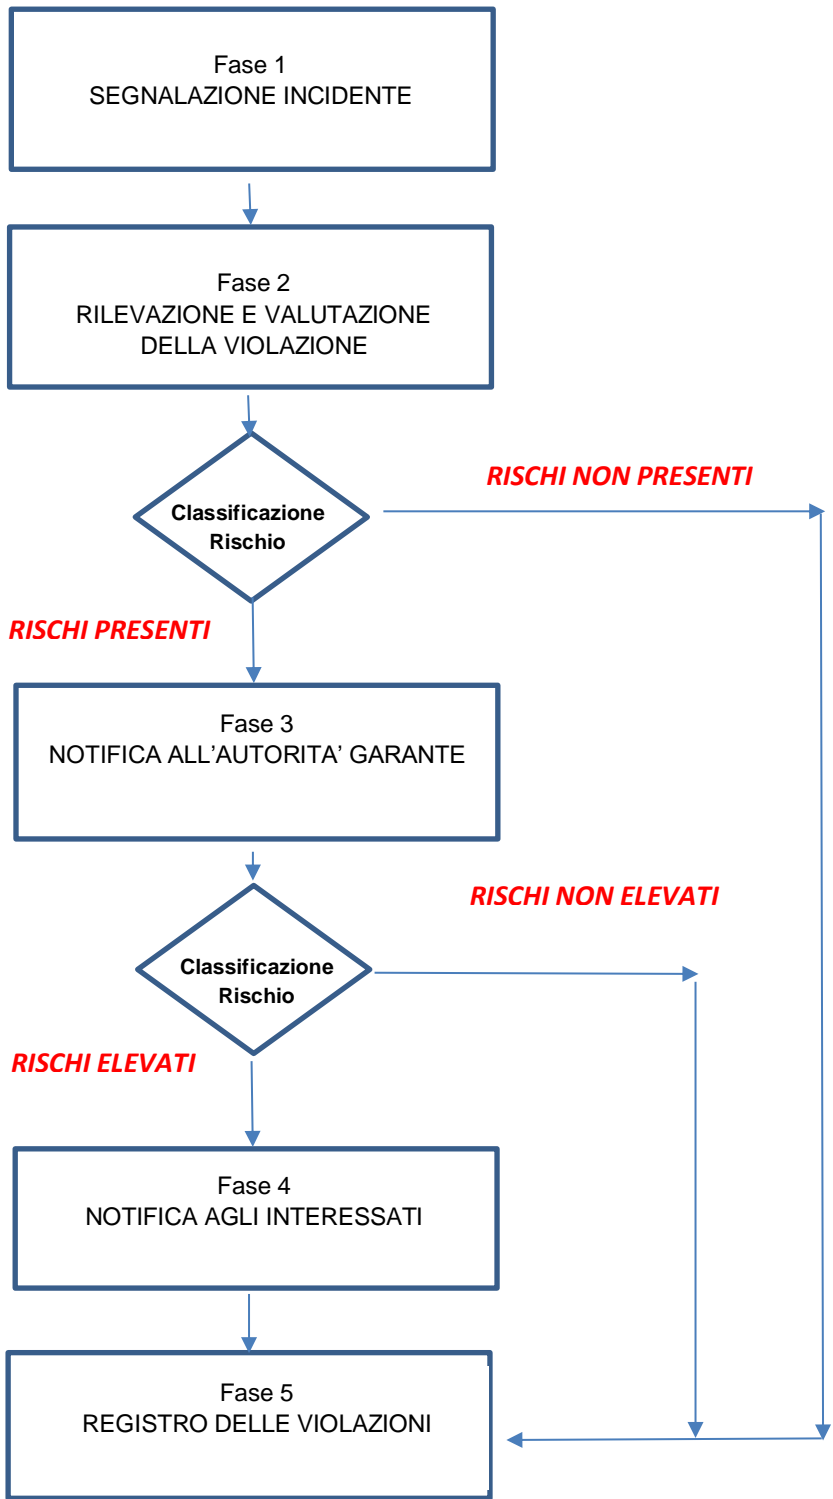 Fase 1
SEGNALAZIONE INCIDENTE
Fase 2
RILEVAZIONE E VALUTAZIONE
DELLA VIOLAZIONE
RISCHI NON PRESENTI
Classificazione
Rischio
RISCHI PRESENTI
Fase 3
NOTIFICA ALL’AUTORITA’ GARANTE
RISCHI NON ELEVATI
Classificazione
Rischio
RISCHI ELEVATI
Fase 4
NOTIFICA AGLI INTERESSATI
Fase 5
REGISTRO DELLE VIOLAZIONI